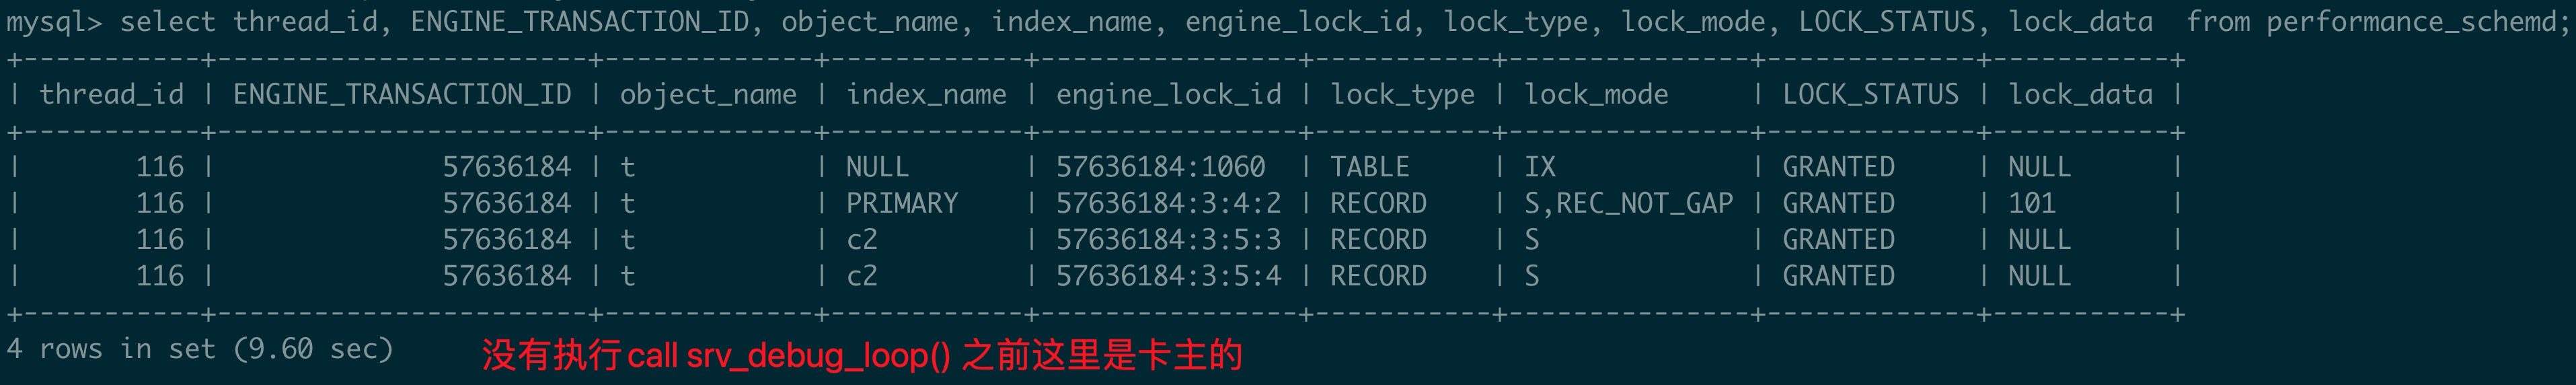 mysql> select thread_id, ENGINE_TRANSACTION_ID, object_name, index_name, engine_lock_id, lock_type, lock_mode, LOCK_STATUS, lock_data  from performance_schemd;
+-----------+-----------------------+-------------+------------+----------------+-----------+---------------+-------------+-----------+
| thread_id | ENGINE_TRANSACTION_ID | object_name | index_name | engine_lock_id | lock_type | lock_mode     | LOCK_STATUS | lock_data |
+-----------+-----------------------+-------------+------------+----------------+-----------+---------------+-------------+-----------+
|       116 |              57636184 | t           | NULL       | 57636184:1060  | TABLE     | IX            | GRANTED     | NULL      |
|       116 |              57636184 | t           | PRIMARY    | 57636184:3:4:2 | RECORD    | S,REC_NOT_GAP | GRANTED     | 101       |
|       116 |              57636184 | t           | c2         | 57636184:3:5:3 | RECORD    | S             | GRANTED     | NULL      |
|       116 |              57636184 | t           | c2         | 57636184:3:5:4 | RECORD    | S             | GRANTED     | NULL      |
+-----------+-----------------------+-------------+------------+----------------+-----------+---------------+-------------+-----------+
4 rows in set (9.60 sec) 没有执行 call srv_debug_loop() 之前这里是卡主的